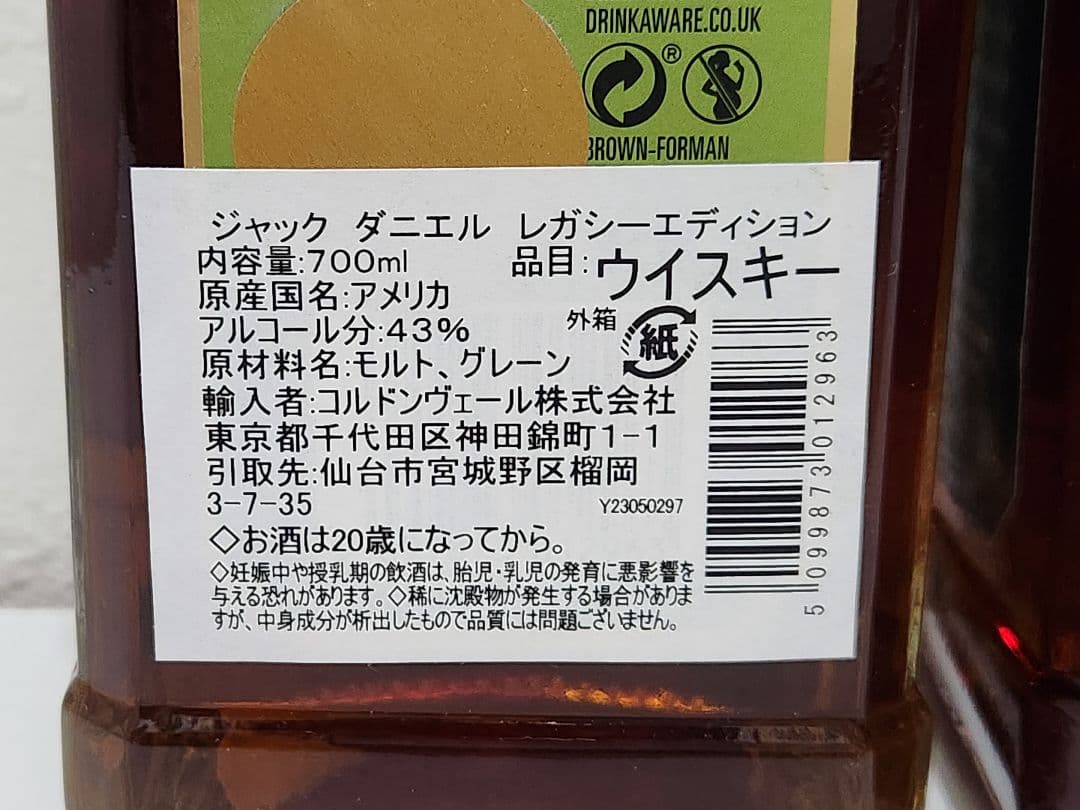 DRINKAWARE.CO.UK
®
BROWN-FORMAN
ジャック ダニエル レガシーエディション
内容量:700ml 品目:ウイスキー
原産国名:アメリカ
アルコール分:43%
外箱 紙
原材料名:モルト、グレーン
輸入者:コルドンヴェール株式会社
東京都千代田区神田錦町1-1
引取先:仙台市宮城野区榴岡
3-7-35
Y23050297
◇お酒は20歳になってから。
◇妊娠中や授乳期の飲酒は、胎児・乳児の発育に悪影響を
与える恐れがあります。◇稀に沈殿物が発生する場合がありま
すが、中身成分が析出したもので品質には問題ございません。
5099873012963